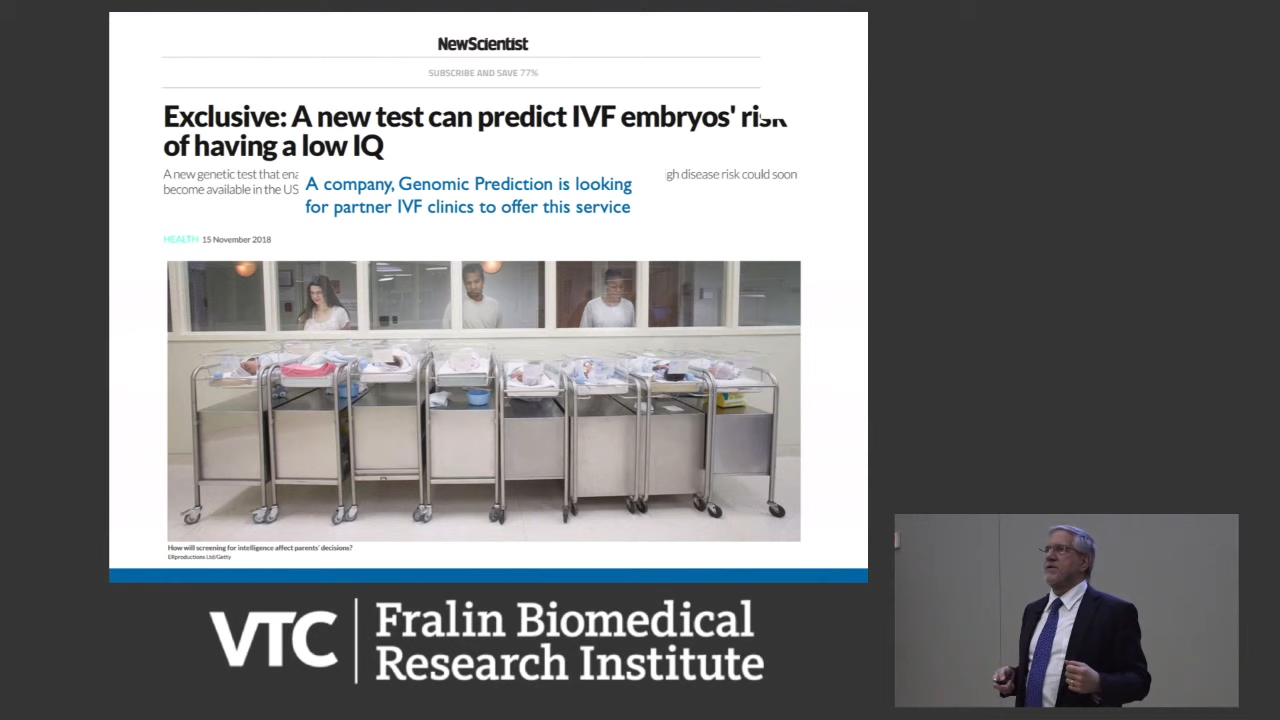 NewScientist
SUBSCRIBE AND SAVE 77%
Exclusive: A new test can predict IVF embryos' risk
of having a low IQ
A new genetic test that ena
gh disease risk could soon
become available in the US
A company, Genomic Prediction is looking
for partner IVF clinics to offer this service
HEALTH 15 November 2018
How will screening for intelligence affect parents' decisions?
ERproductions Ltd/Getty
VTC
Fralin Biomedical
Research Institute